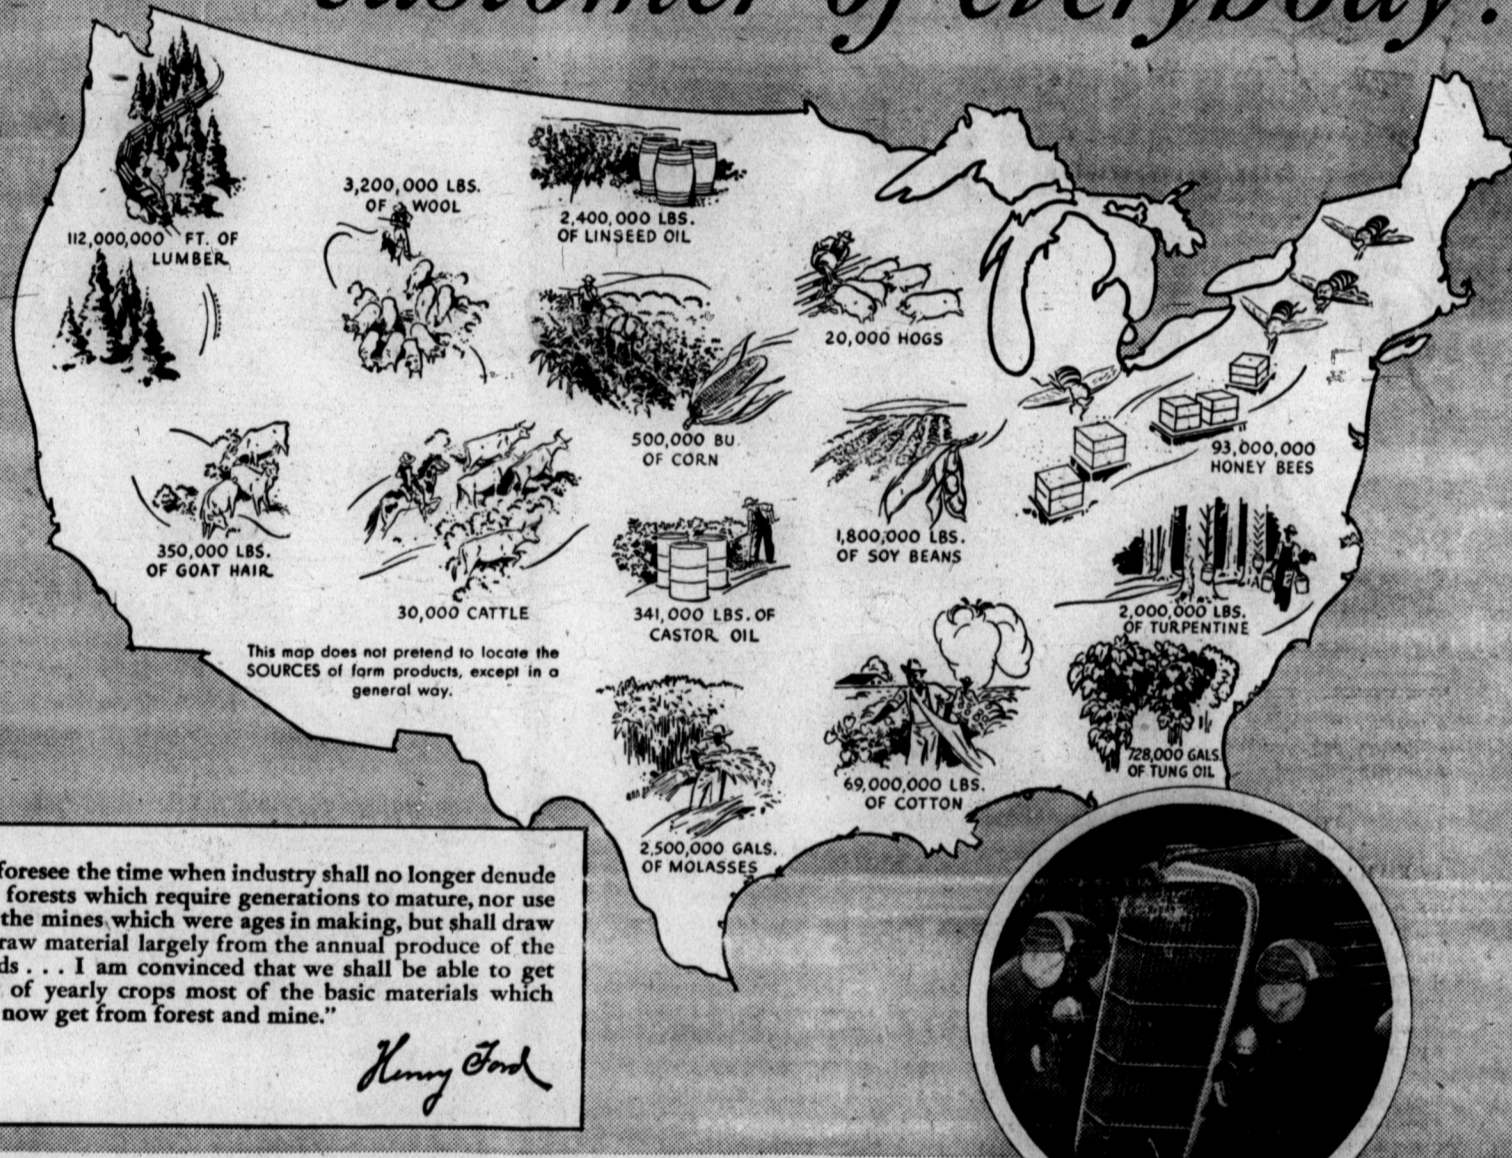 customer of everybody!
3,200,000 LBS.
OF WOOL
2,400,000 LBS.
OF LINSEED OIL
112,000,000 FT. OF
LUMBER
20,000 HOGS
500,000 BU.
OF CORN
93,000,000
HONEY BEES
350,000 LBS.
OF GOAT HAIR
1,800,000 LBS.
OF SOY BEANS
30,000 CATTLE
341,000 LBS. OF
CASTOR OIL
2,000,000 LBS.
OF TURPENTINE
This map does not pretend to locate the
SOURCES of farm products, except in a
general way.
728,000 GALS.
OF TUNG OIL
69,000,000 LBS.
OF COTTON
2,500,000 GALS.
OF MOLASSES
foresee the time when industry shall no longer denude
forests which require generations to mature, nor use
the mines which were ages in making, but shall draw
raw material largely from the annual produce of the
ds . . . I am convinced that we shall be able to get
of yearly crops most of the basic materials which
now get from forest and mine.”
Henry Ford